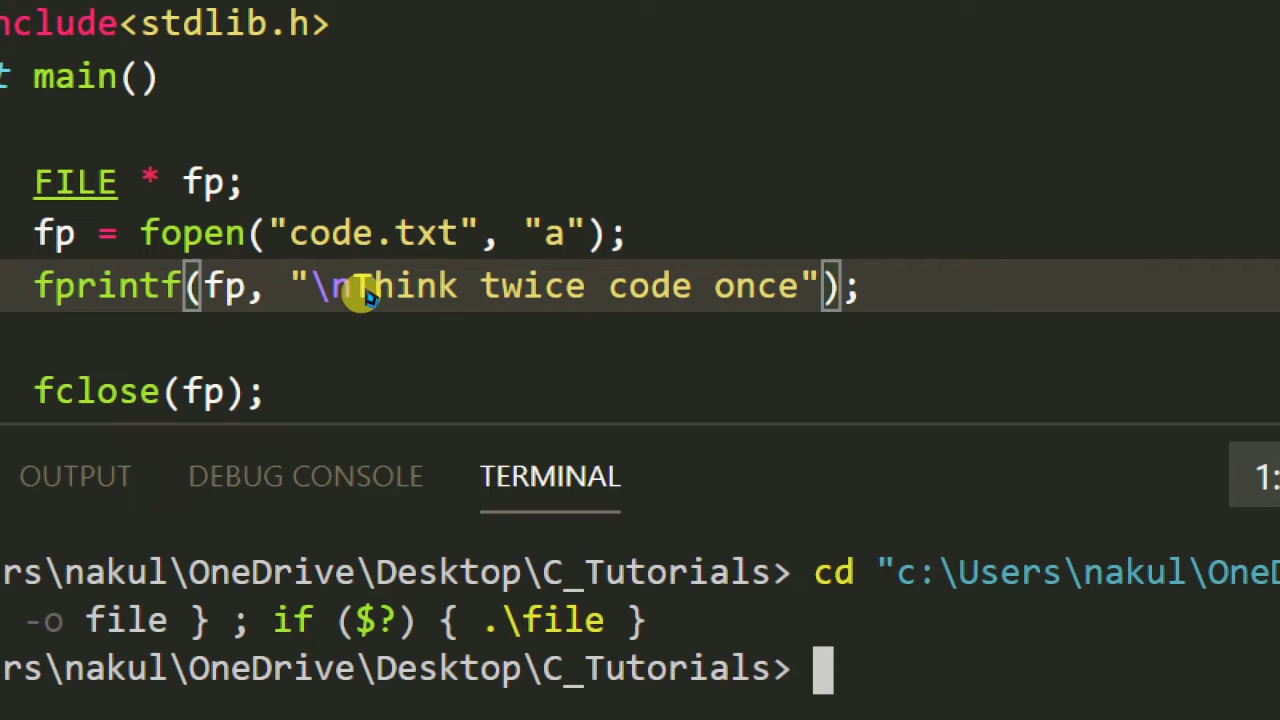 nclude<stdlib.h>
t main()
FILE * fp;
fp = fopen("code.txt", "a");
fprintf(fp, "\nThink twice code once");
fclose(fp);
OUTPUT DEBUG CONSOLE TERMINAL 1:
rs\nakul\OneDrive\Desktop\C_Tutorials> cd "c:\Users\nakul\OneD
-o file } ; if ($?) { .\file }
rs\nakul\OneDrive\Desktop\C_Tutorials>